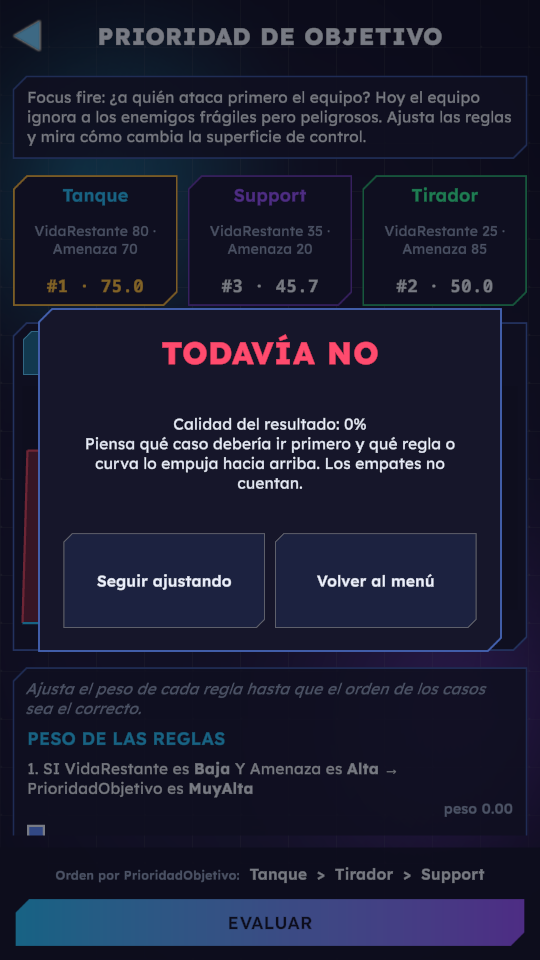 PRIORIDAD DE OBJETIVO
Focus fire: ¿a quién ataca primero el equipo? Hoy el equipo
ignora a los enemigos frágiles pero peligrosos. Ajusta las reglas
y mira cómo cambia la superficie de control.
Tanque
VidaRestante 80 ·
Amenaza 70
#1 · 75.0
Support
VidaRestante 35 ·
Amenaza 20
#3 · 45.7
Tirador
VidaRestante 25 ·
Amenaza 85
#2 · 50.0
TODAVÍA NO
Calidad del resultado: 0%
Piensa qué caso debería ir primero y qué regla o
curva lo empuja hacia arriba. Los empates no
cuentan.
Seguir ajustando
Volver al menú
Ajusta el peso de cada regla hasta que el orden de los casos
sea el correcto.
PESO DE LAS REGLAS
1. SI VidaRestante es Baja Y Amenaza es Alta →
PrioridadObjetivo es MuyAlta
peso 0.00
Orden por PrioridadObjetivo: Tanque > Tirador > Support
EVALUAR